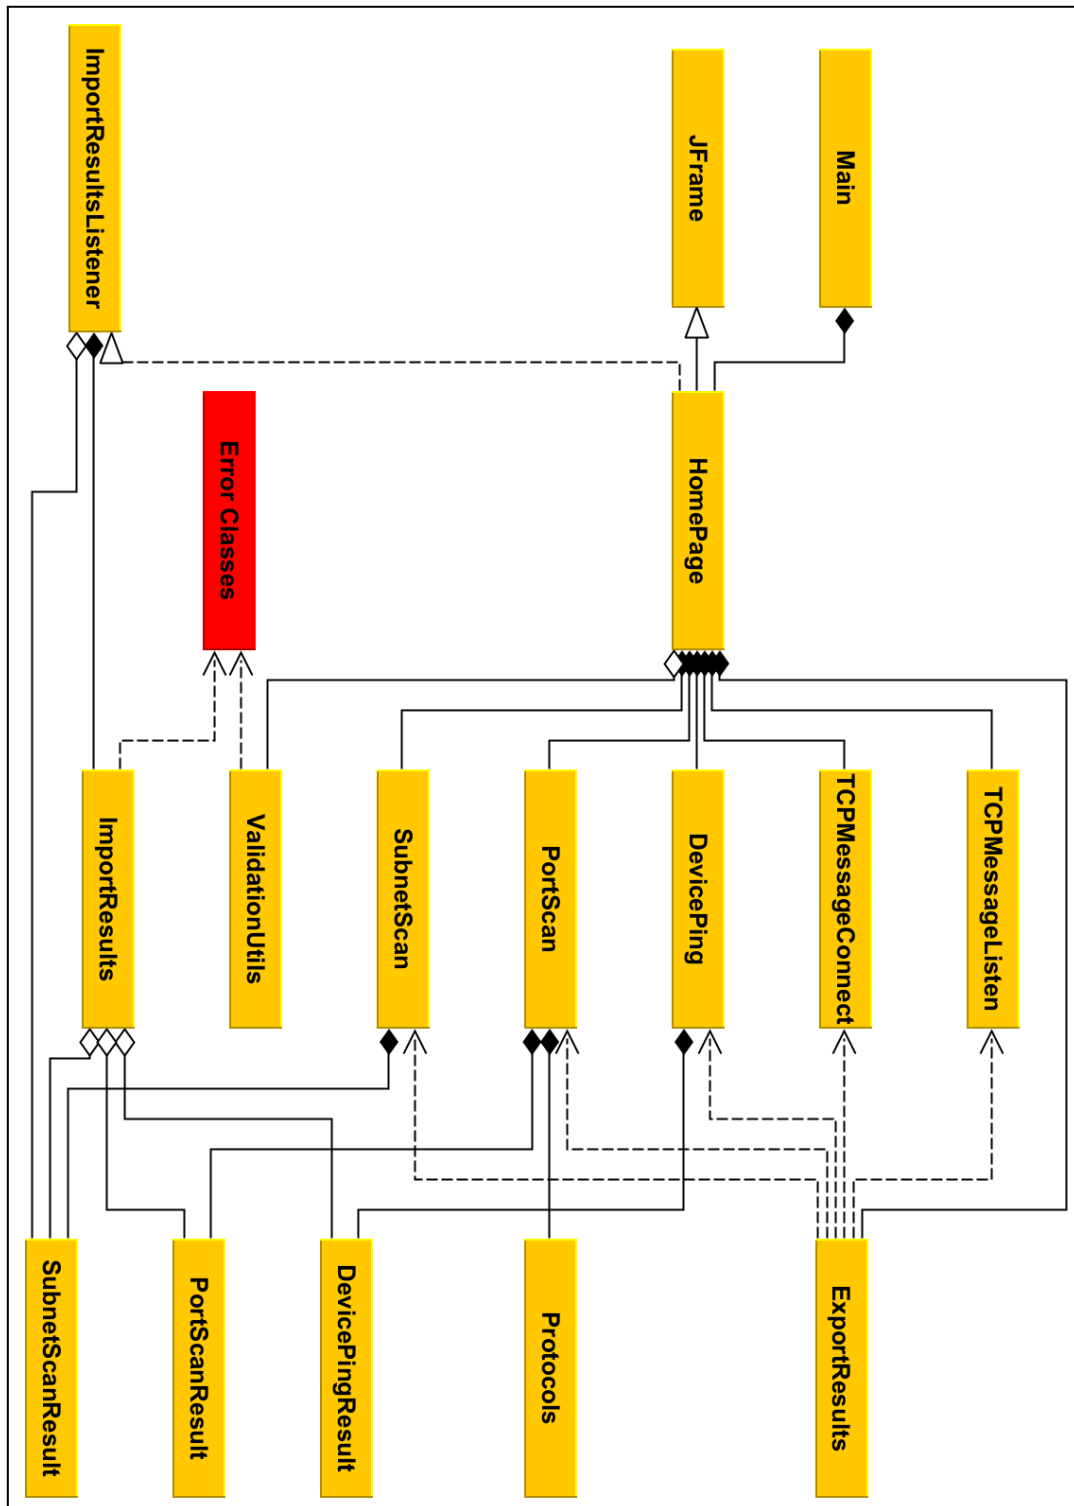 Main
JFrame
ImportResultsListener
HomePage
Error Classes
TCPMessageListen
TCPMessageConnect
DevicePing
PortScan
SubnetScan
ValidationUtils
ImportResults
ExportResults
Protocols
DevicePingResult
PortScanResult
SubnetScanResult